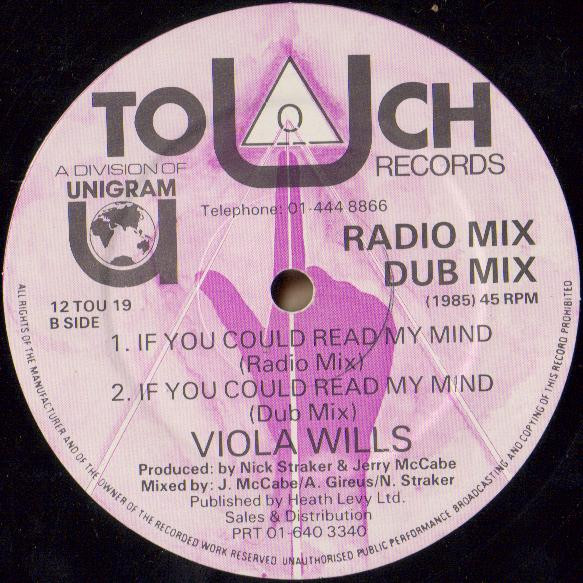 TOUCH
RECORDS
A DIVISION OF
UNIGRAM
u
Telephone: 01-444 8866
RADIO MIX
DUB MIX
(1985) 45 RPM
12 TOU 19
B SIDE
1. IF YOU COULD READ MY MIND
(Radio Mix)
2. IF YOU COULD READ MY MIND
(Dub Mix)
VIOLA WILLS
Produced: by Nick Straker & Jerry McCabe
Mixed by: J. McCabe/A. Gireus/N. Straker
Published by Heath Levy Ltd.
Sales & Distribution
PRT 01-640 3340
ALL RIGHTS OF THE MANUFACTURER AND OF THE OWNER OF THE RECORDED WORK RESERVED UNAUTHORISED PUBLIC PERFORMANCE BROADCASTING AND COPYING OF THIS RECORD PROHIBITED